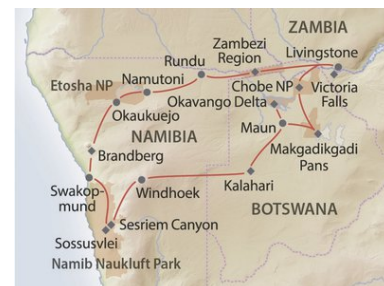 ZAMBIA
Zambezi
Region
Livingstone
Rundu
Namutoni
Etosha NP
Chobe NP
Okavango Delta
Victoria
Falls
Okaukuejo
NAMIBIA
Maun
Makgadikgadi
Pans
Brandberg
Swakop-
mund
Windhoek
Kalahari
BOTSWANA
Sesriem Canyon
Sossusvlei
Namib Naukluft Park